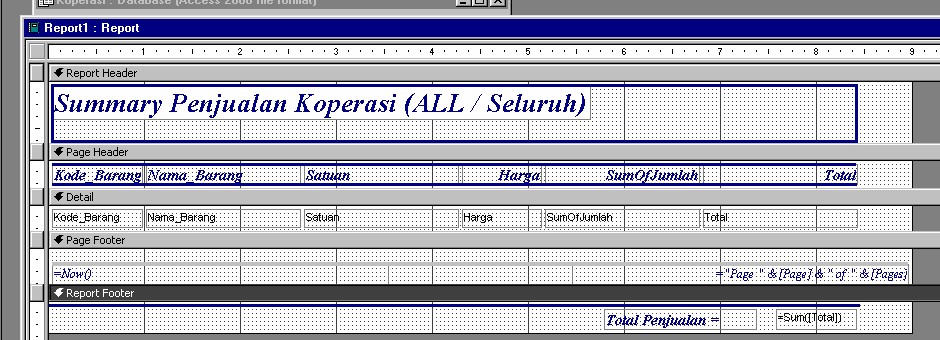 Koperasi : Database (Access 2000 file format)
Report1 : Report
1 2 3 4 5 6 7 8 9
Report Header
Summary Penjualan Koperasi (ALL / Seluruh)
Page Header
Kode_Barang Nama_Barang Satuan Harga SumOfJumlah Total
Detail
Kode_Barang Nama_Barang Satuan Harga SumOfJumlah Total
Page Footer
=Now() ="Page " & [Page] & " of " & [Pages]
Report Footer
Total Penjualan = =Sum([Total])